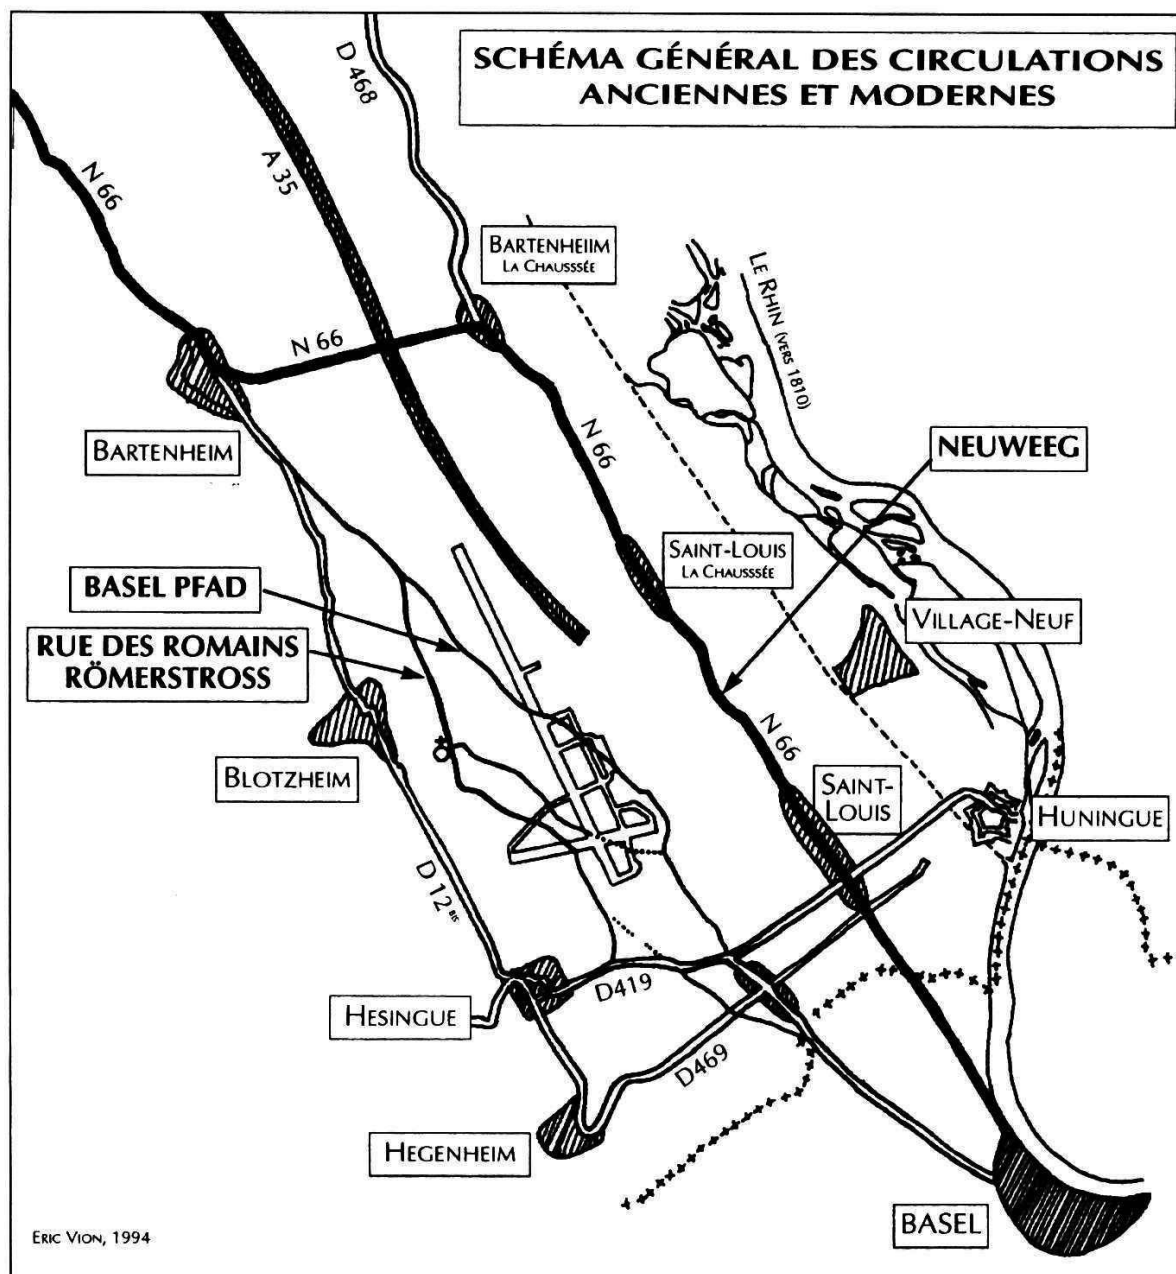 SCHÉMA GÉNÉRAL DES CIRCULATIONS
ANCIENNES ET MODERNES
D 468
A 35
N 66
BARTENHEIIM
LA CHAUSSSÉE
LE RHIN (VERS 1810)
N 66
BARTENHEIM
N 66
NEUWEEG
SAINT-LOUIS
LA CHAUSSSÉE
BASEL PFAD
VILLAGE-NEUF
RUE DES ROMAINS
RÖMERSTROSS
N 66
BLOTZHEIM
SAINT-
LOUIS
HUNINGUE
D 12 BIS
D419
HESINGUE
D469
HEGENHEIM
BASEL
ERIC VION, 1994